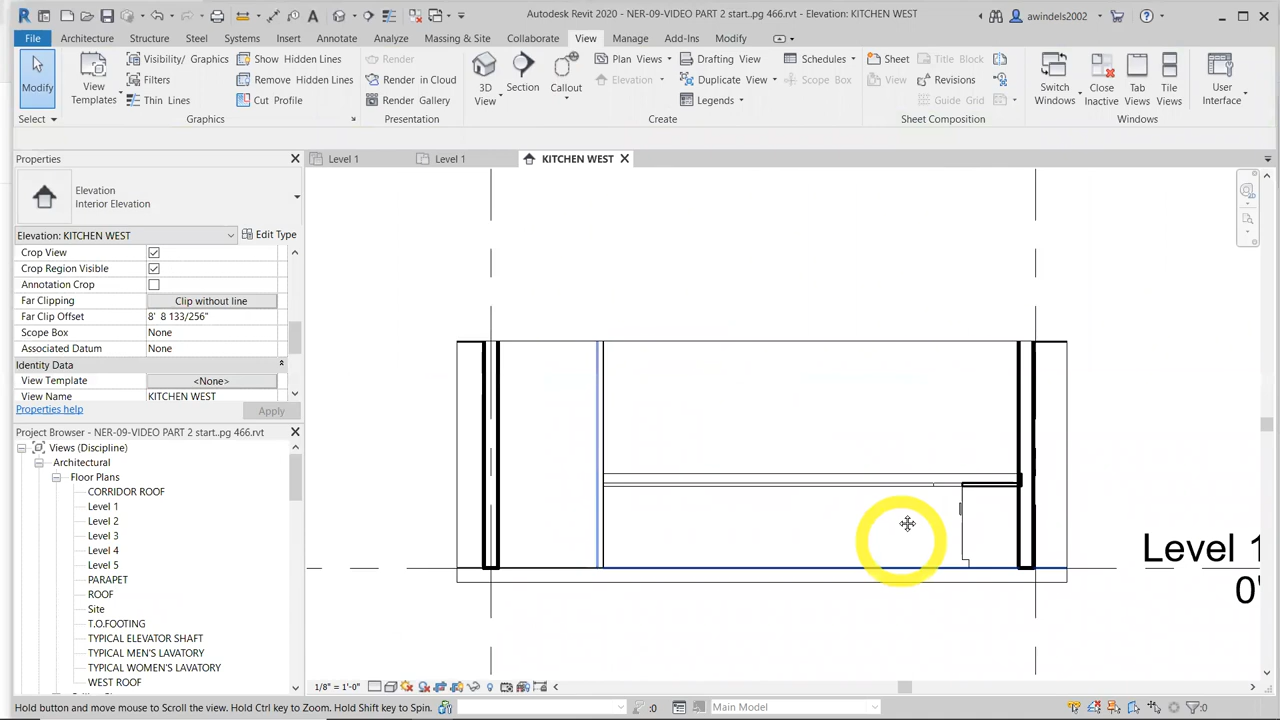 Autodesk Revit 2020 - NER-09-VIDEO PART 2 start..pg 466.rvt - Elevation: KITCHEN WEST
awindels2002
File Architecture Structure Steel Systems Insert Annotate Analyze Massing & Site Collaborate View Manage Add-Ins Modify
Modify
View Templates
Visibility/ Graphics
Filters
Thin Lines
Show Hidden Lines
Remove Hidden Lines
Cut Profile
Render
Render in Cloud
Render Gallery
3D View
Section
Callout
Plan Views
Elevation
Drafting View
Duplicate View
Legends
Schedules
Scope Box
Sheet
View
Title Block
Revisions
Guide Grid
Switch Windows
Close Inactive
Tab Views
Tile Views
User Interface
Select
Graphics
Presentation
Create
Sheet Composition
Windows
Properties
Level 1
Level 1
KITCHEN WEST
Elevation
Interior Elevation
Elevation: KITCHEN WEST
Edit Type
Crop View
Crop Region Visible
Annotation Crop
Far Clipping Clip without line
Far Clip Offset 8' 8 133/256"
Scope Box None
Associated Datum None
Identity Data
View Template <None>
View Name KITCHEN WEST
Properties help
Apply
Project Browser - NER-09-VIDEO PART 2 start..pg 466.rvt
Views (Discipline)
Architectural
Floor Plans
CORRIDOR ROOF
Level 1
Level 2
Level 3
Level 4
Level 5
PARAPET
ROOF
Site
T.O.FOOTING
TYPICAL ELEVATOR SHAFT
TYPICAL MEN'S LAVATORY
TYPICAL WOMEN'S LAVATORY
WEST ROOF
Level 1
0'
1/8" = 1'-0"
Hold button and move mouse to Scroll the view. Hold Ctrl key to Zoom. Hold Shift key to Spin.
:0
Main Model
:0